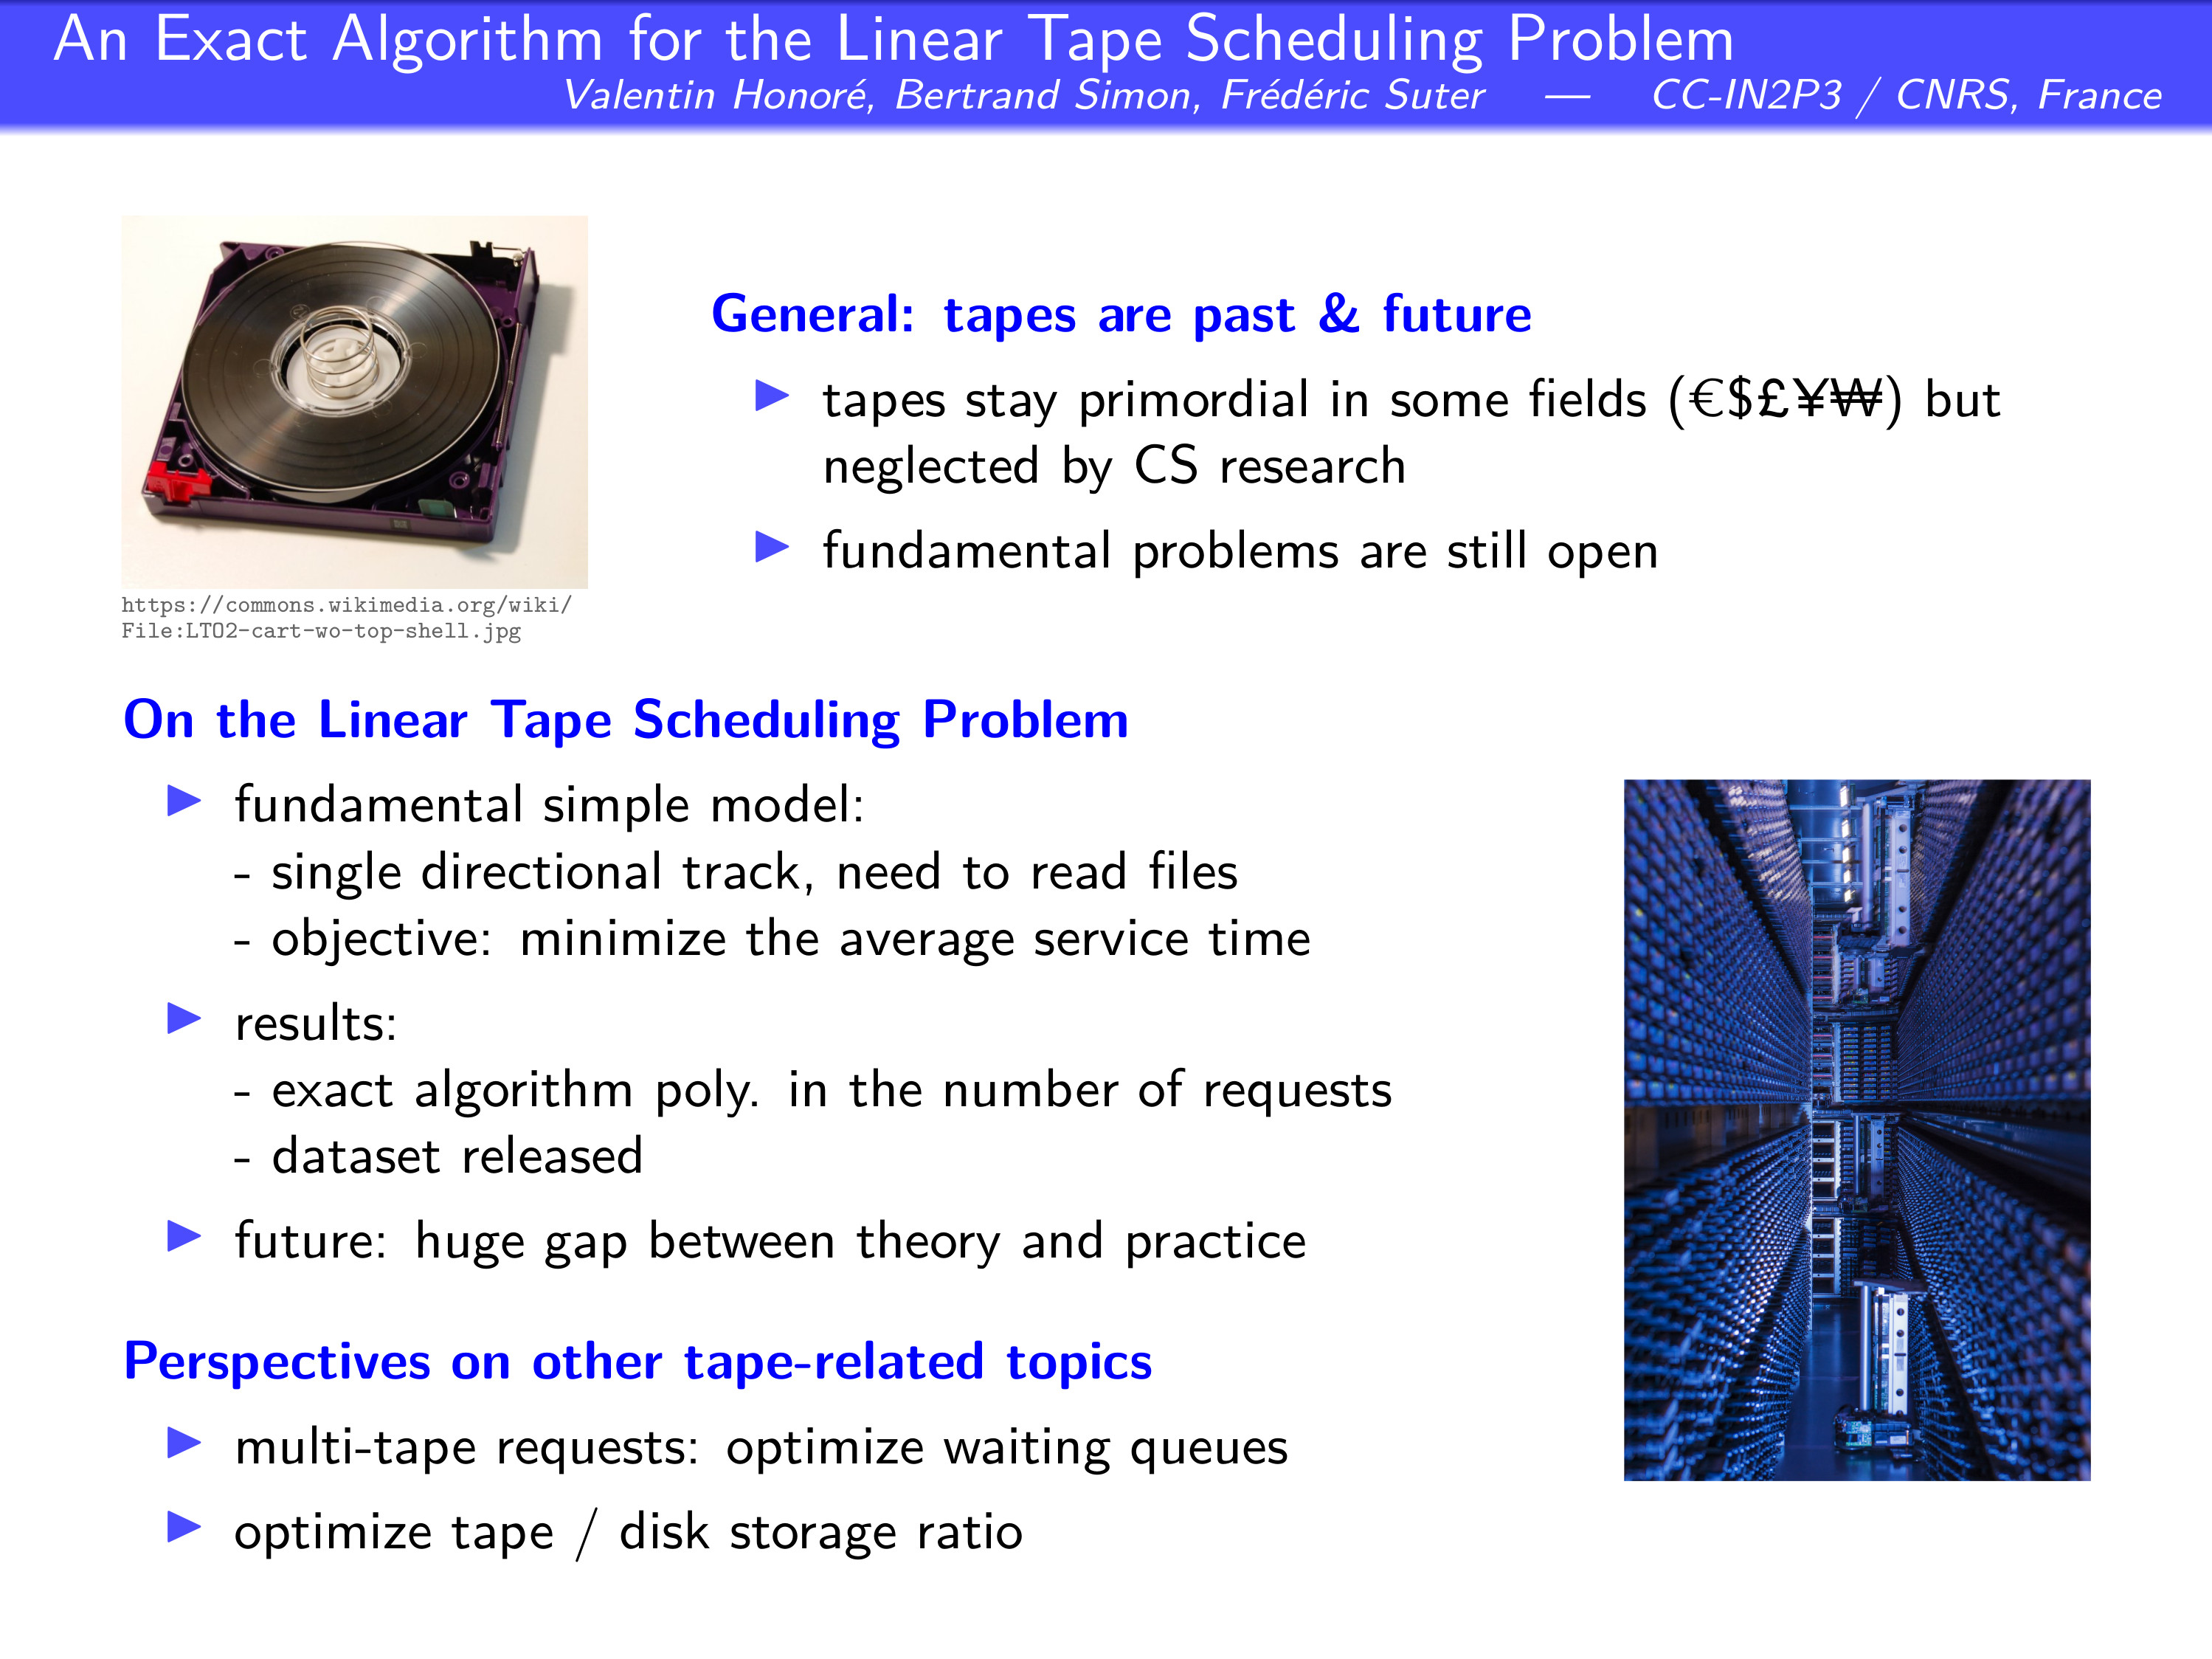 An Exact Algorithm for the Linear Tape Scheduling Problem
Valentin Honoré, Bertrand Simon, Frédéric Suter — CC-IN2P3 / CNRS, France
General: tapes are past & future
tapes stay primordial in some fields (€$£¥₩) but
neglected by CS research
fundamental problems are still open
https://commons.wikimedia.org/wiki/
File:LTO2-cart-wo-top-shell.jpg
On the Linear Tape Scheduling Problem
fundamental simple model:
- single directional track, need to read files
- objective: minimize the average service time
results:
- exact algorithm poly. in the number of requests
- dataset released
future: huge gap between theory and practice
Perspectives on other tape-related topics
multi-tape requests: optimize waiting queues
optimize tape / disk storage ratio